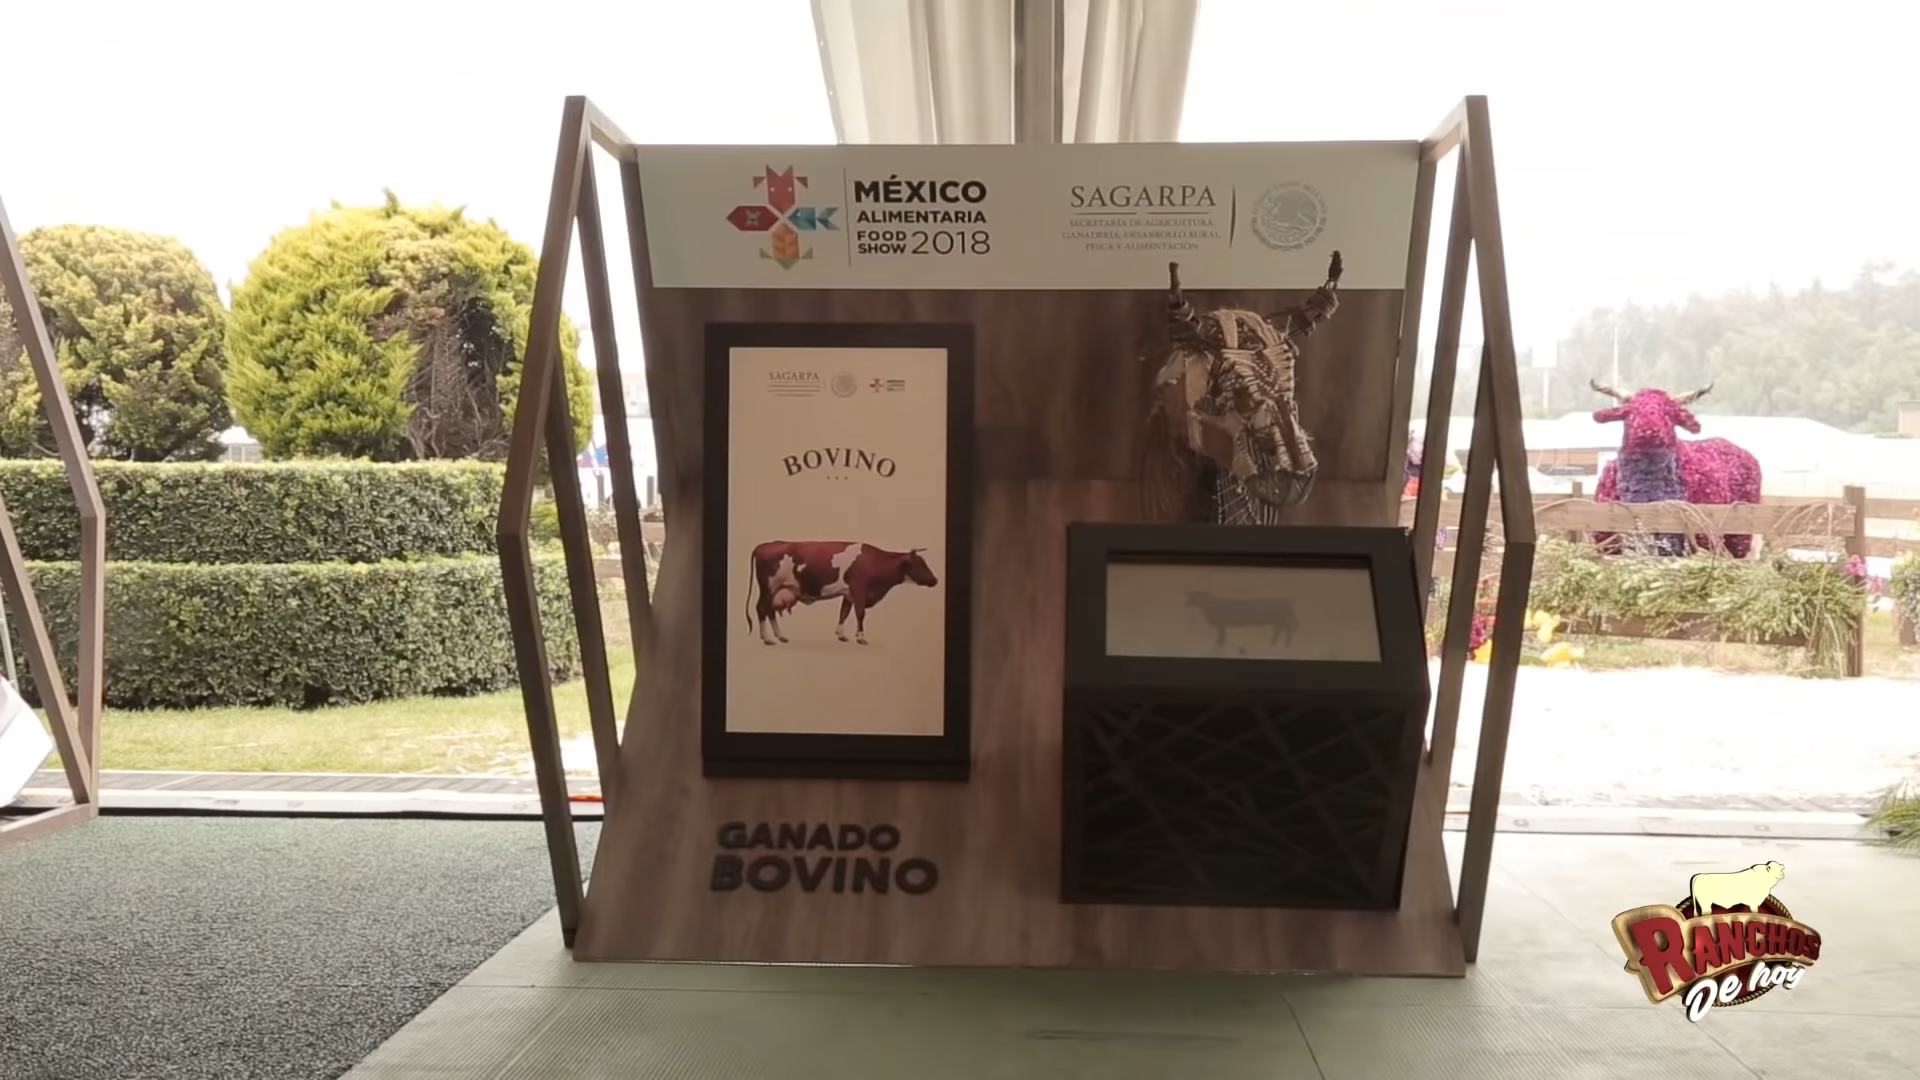 MÉXICO
ALIMENTARIA
FOOD
SHOW 2018
SAGARPA
SECRETARÍA DE AGRICULTURA,
GANADERÍA, DESARROLLO RURAL,
PESCA Y ALIMENTACIÓN
SAGARPA
BOVINO
GANADO
BOVINO
RANCHOS
De hoy